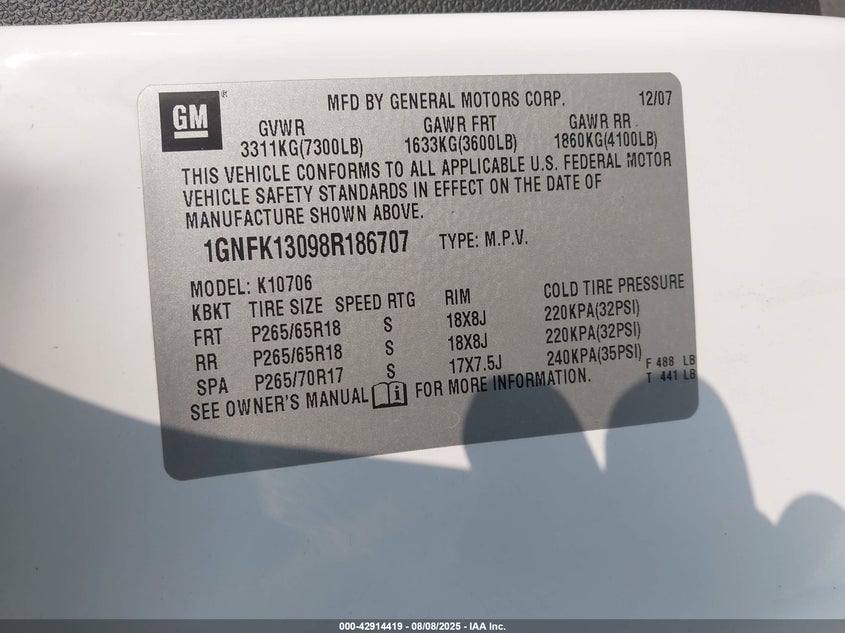 GM ®
MFD BY GENERAL MOTORS CORP. 12/07
GVWR GAWR FRT GAWR RR .
3311KG(7300LB) 1633KG(3600LB) 1860KG(4100LB)
THIS VEHICLE CONFORMS TO ALL APPLICABLE U.S. FEDERAL MOTOR
VEHICLE SAFETY STANDARDS IN EFFECT ON THE DATE OF
MANUFACTURE SHOWN ABOVE.
1GNFK13098R186707 TYPE: M.P.V.
MODEL: K10706
KBKT TIRE SIZE SPEED RTG RIM COLD TIRE PRESSURE
FRT P265/65R18 S 18X8J 220KPA(32PSI)
RR P265/65R18 S 18X8J 220KPA(32PSI)
SPA P265/70R17 S 17X7.5J 240KPA(35PSI)
F 488 LB
T 441 LB
SEE OWNER'S MANUAL i FOR MORE INFORMATION.
000-42914419 - 08/08/2025 - IAA Inc.